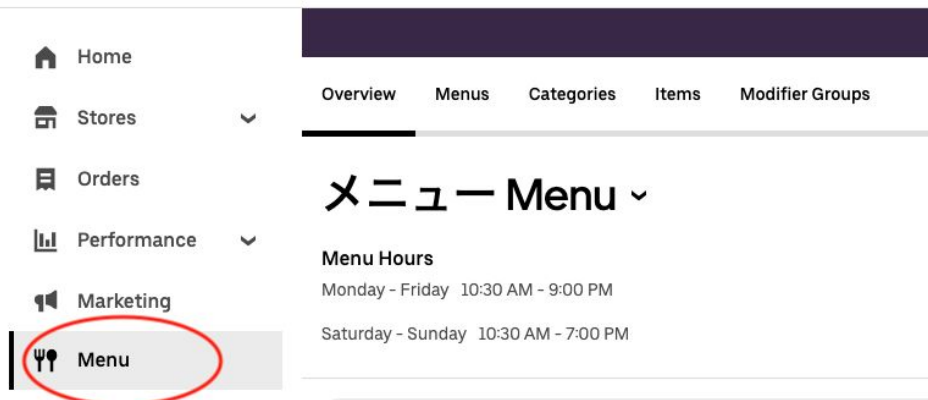 Home
Stores
Orders
Performance
Marketing
Menu
Overview Menus Categories Items Modifier Groups
メニュー Menu
Menu Hours
Monday - Friday 10:30 AM - 9:00 PM
Saturday - Sunday 10:30 AM - 7:00 PM